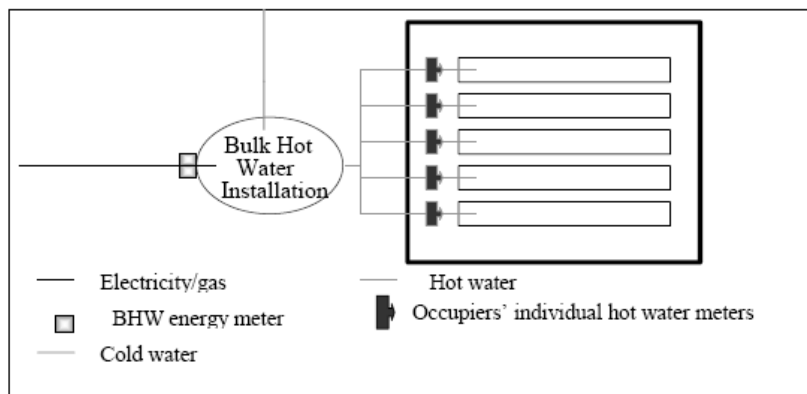 Bulk Hot
Water
Installation
Electricity/gas
Hot water
BHW energy meter
Occupiers’ individual hot water meters
Cold water